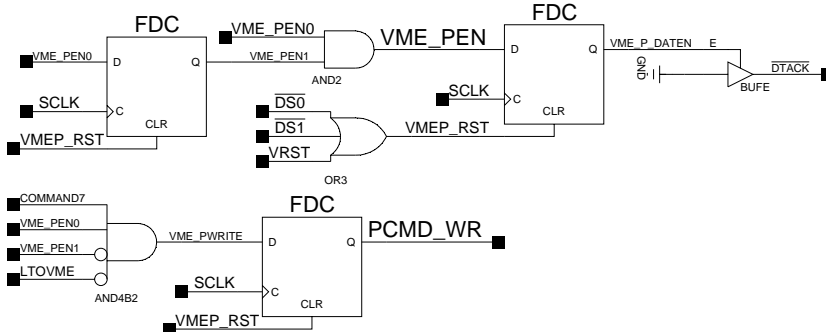 FDC
VME_PEN0
D
Q
VME_PEN1
SCLK
C
CLR
VMEP_RST
VME_PEN0
AND2
VME_PEN
FDC
D
Q
SCLK
C
CLR
VME_P_DATEN
E
GND
BUFE
DTACK
DS0
DS1
VRST
OR3
VMEP_RST
COMMAND7
VME_PEN0
VME_PEN1
LTOVME
AND4B2
VME_PWRITE
FDC
D
Q
SCLK
C
CLR
VMEP_RST
PCMD_WR